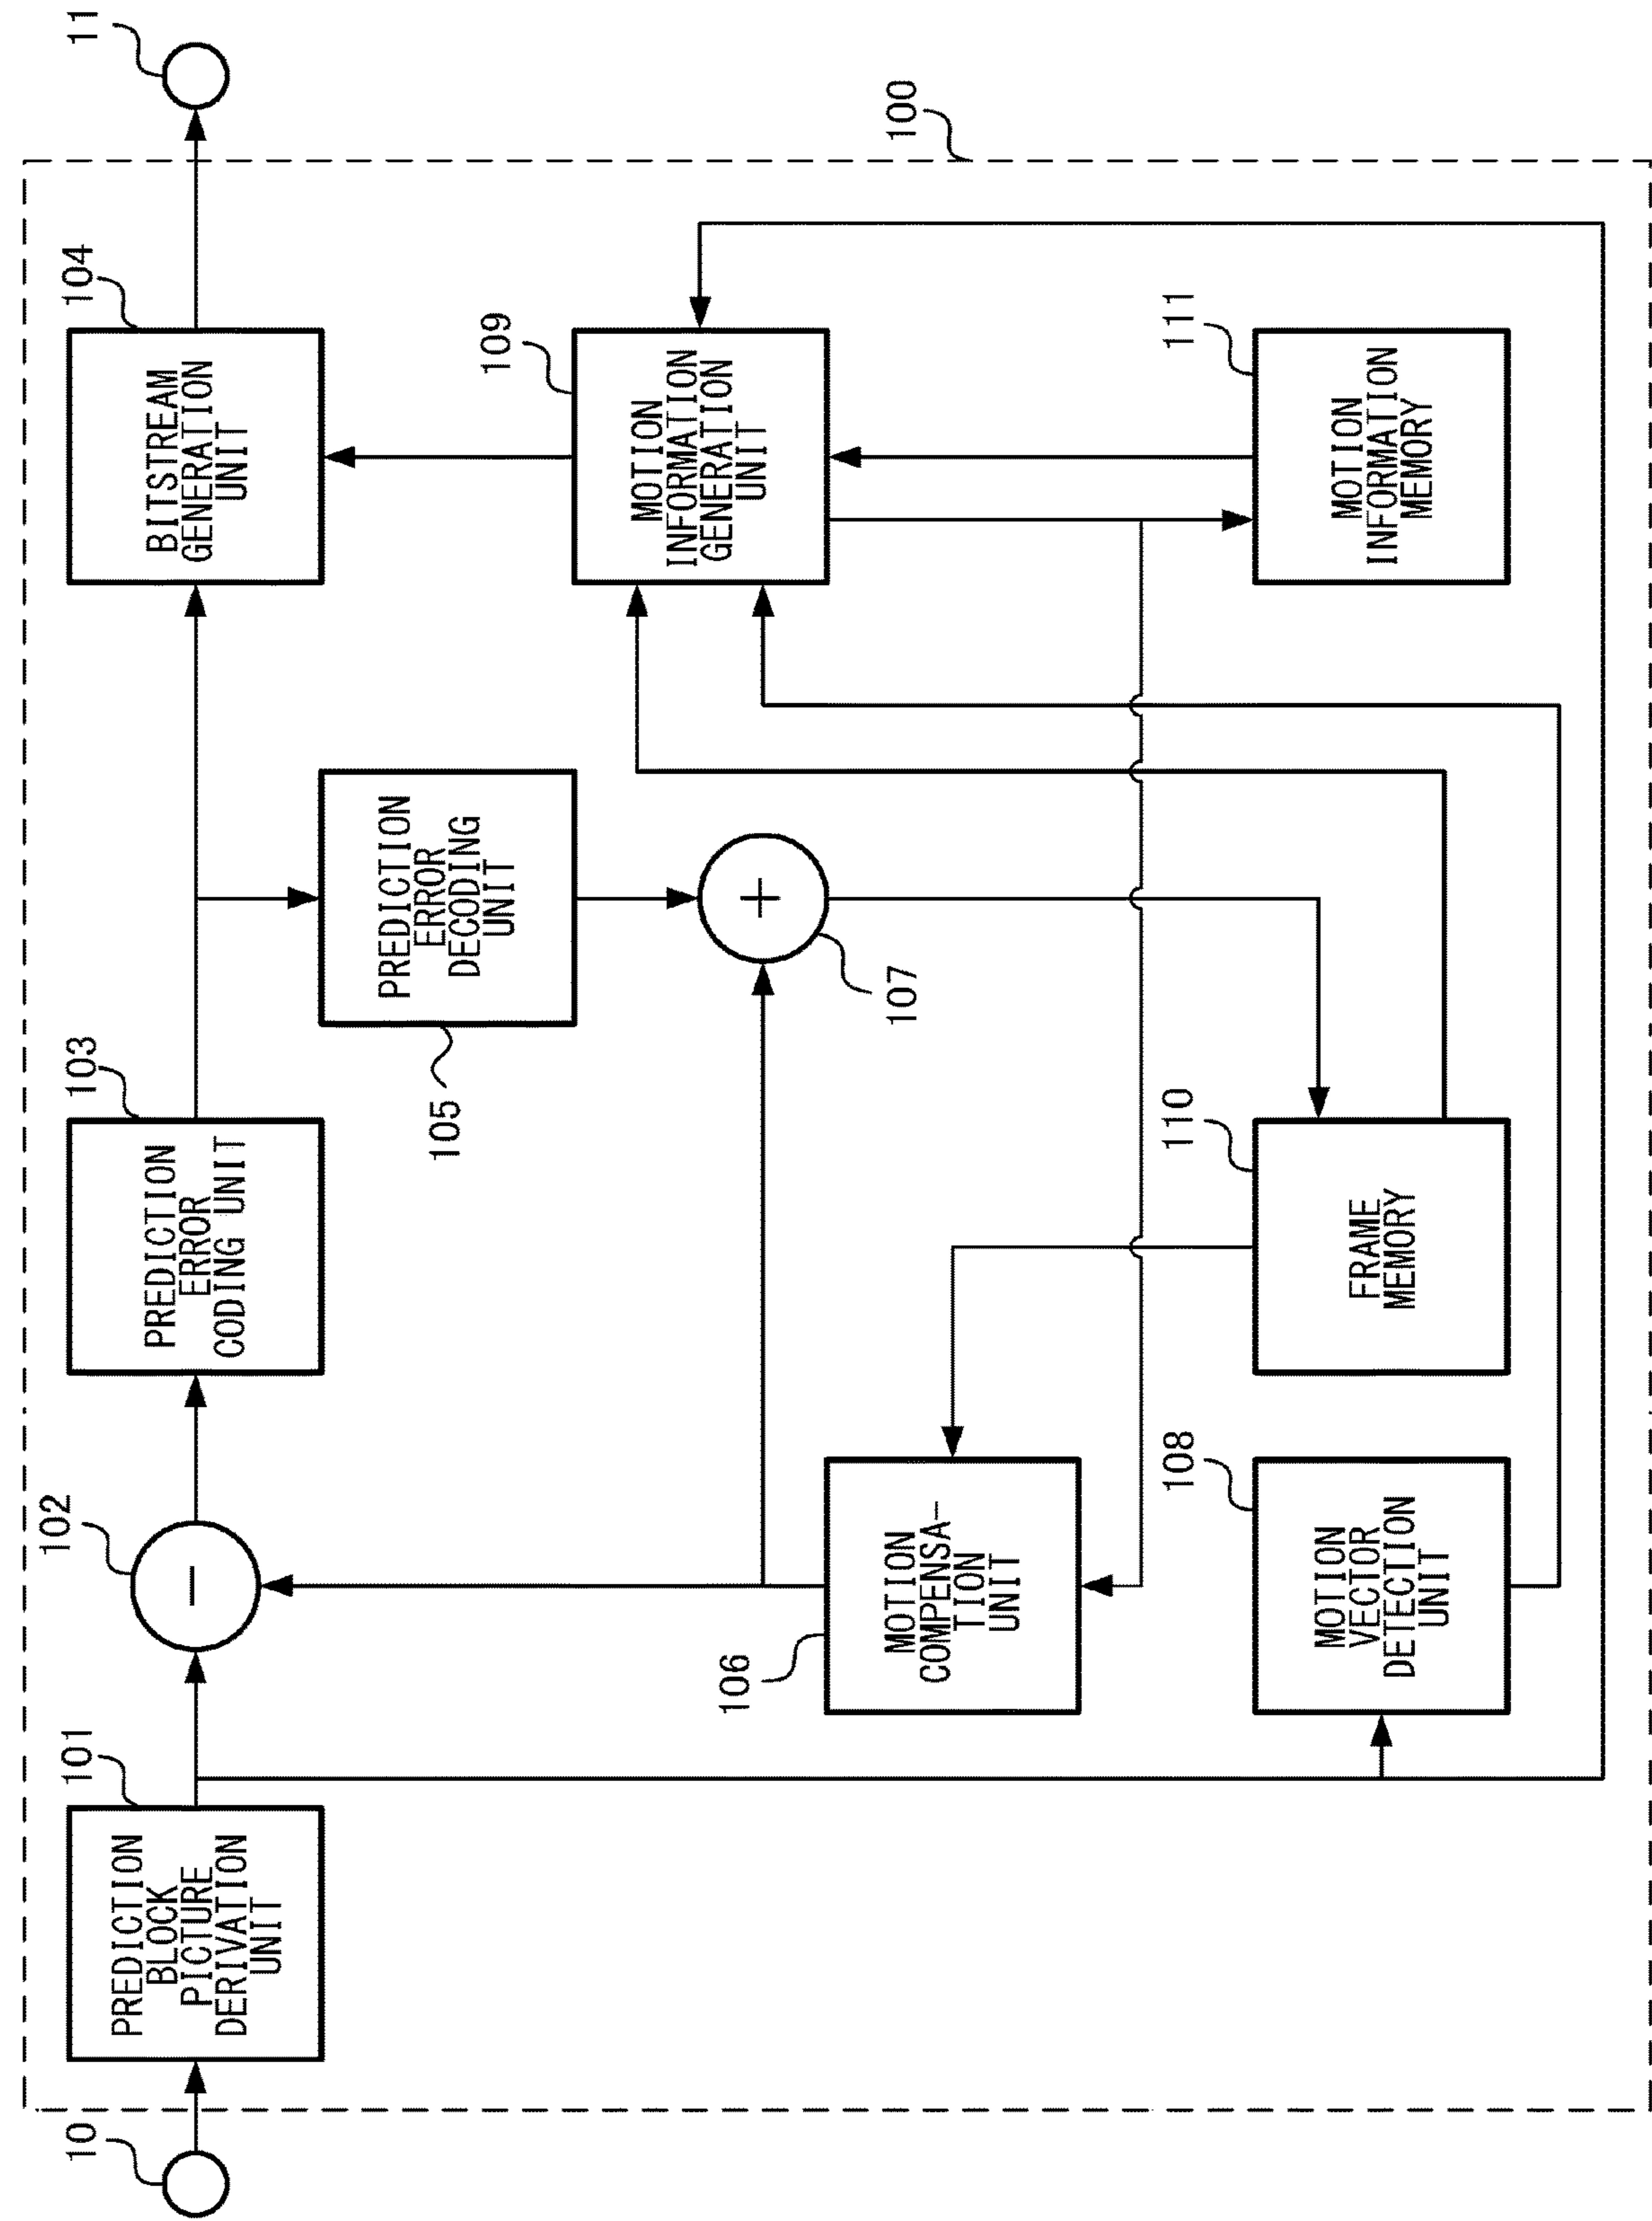 10
100
11
101
PREDICTION
BLOCK
PICTURE
DERIVATION
UNIT
102
−
103
PREDICTION
ERROR
CODING UNIT
104
BITSTREAM
GENERATION
UNIT
105
PREDICTION
ERROR
DECODING
UNIT
109
MOTION
INFORMATION
GENERATION
UNIT
107
+
106
MOTION
COMPENSA-
TION
UNIT
108
MOTION
VECTOR
DETECTION
UNIT
110
FRAME
MEMORY
111
MOTION
INFORMATION
MEMORY